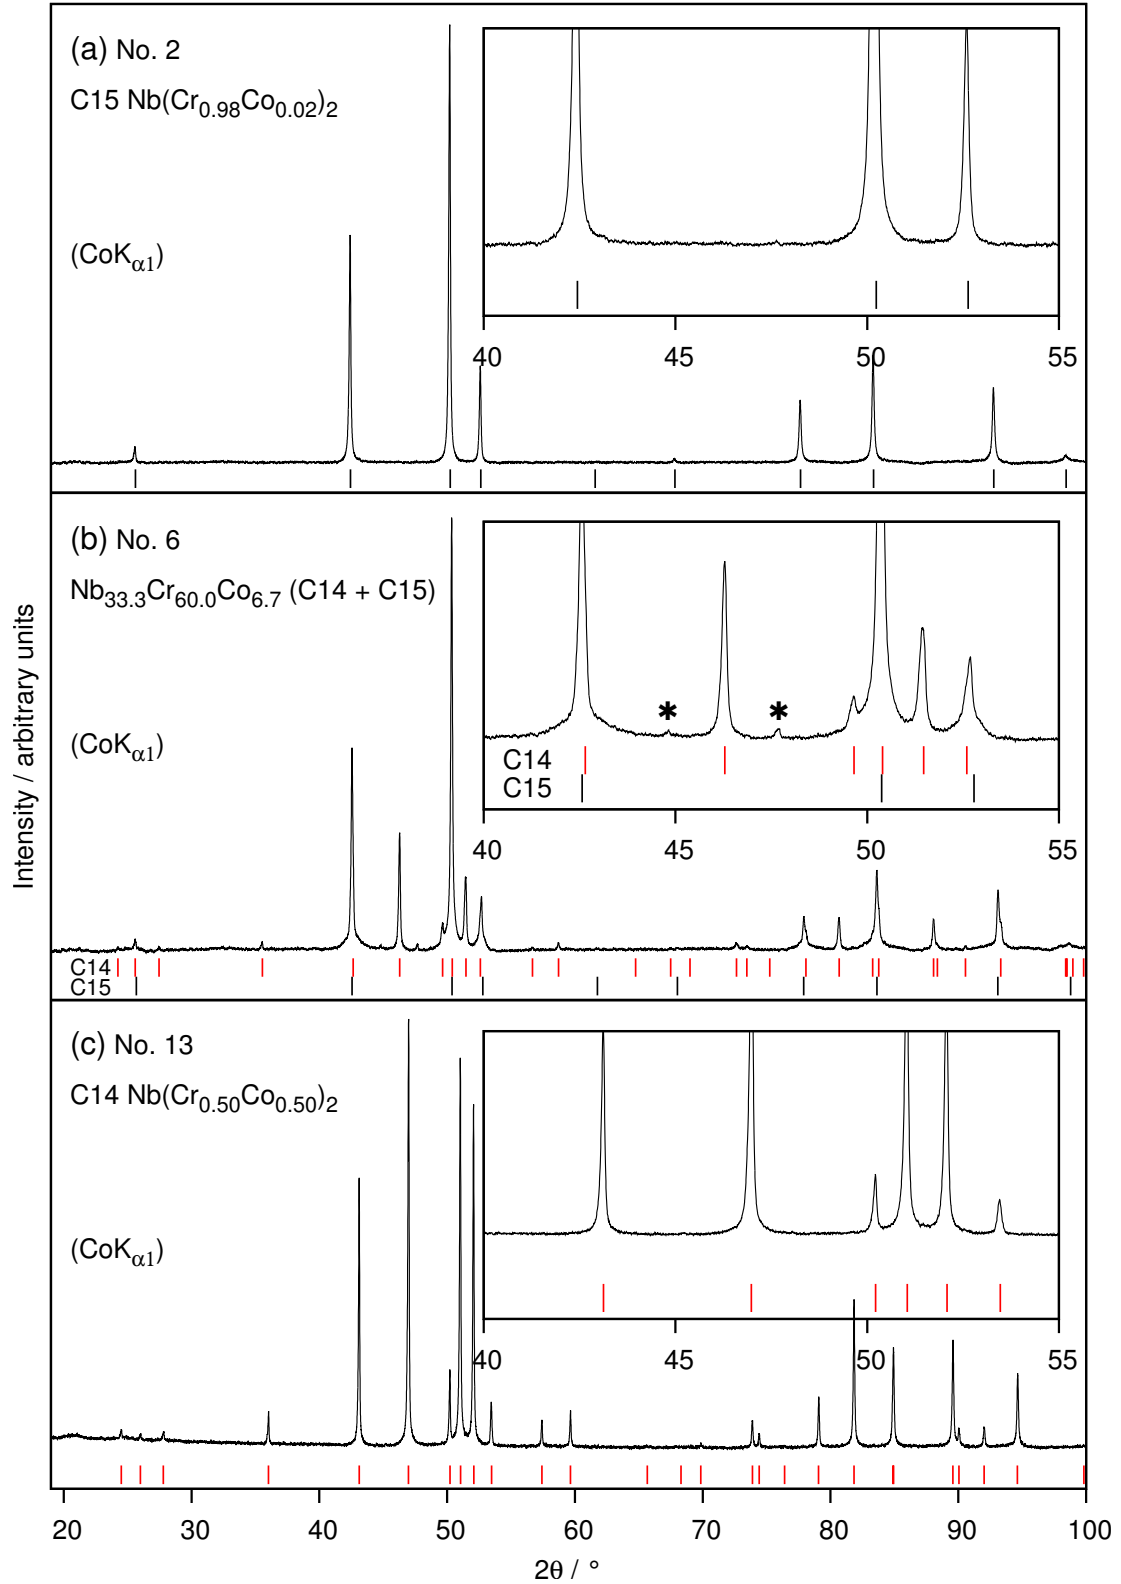 (a) No. 2
C15 Nb(Cr0.98Co0.02)2
(CoKα1)
40 45 50 55
(b) No. 6
Nb33.3Cr60.0Co6.7 (C14 + C15)
(CoKα1)
* *
C14
C15
40 45 50 55
C14
C15
(c) No. 13
C14 Nb(Cr0.50Co0.50)2
(CoKα1)
40 45 50 55
20 30 40 50 60 70 80 90 100
2θ / °
Intensity / arbitrary units